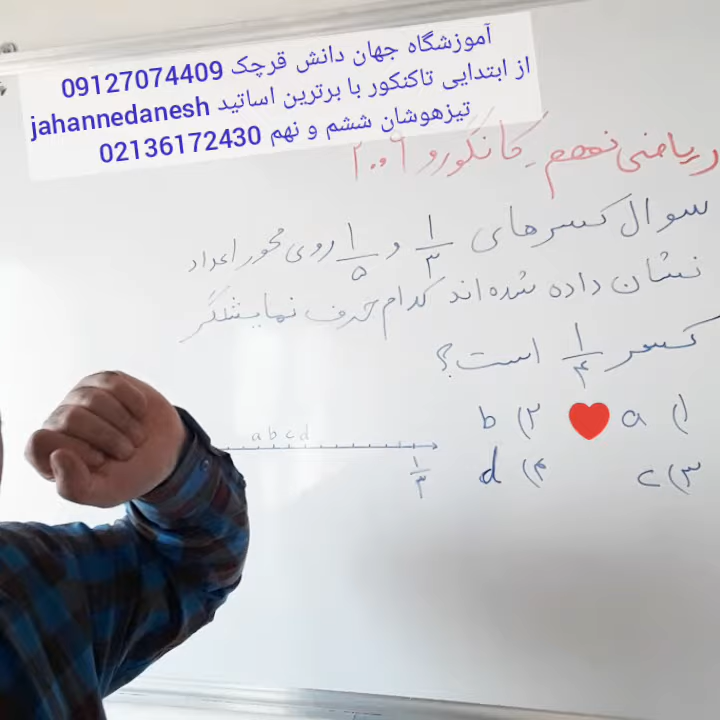 آموزشگاه جهان دانش قرچک 09127074409
از ابتدایی تاکنکور با برترین اساتید jahannedanesh
تیزهوشان ششم و نهم 02136172430
ریاضی نهم کانگورو ۲۰۰۹
سوال کسرهای ۱/۳ و ۱/۵ روی محور اعداد
نشان داده شده‌اند کدام حرف نمایشگر
کسر ۱/۴ است؟
۱) a ۲) b
۳) c ۴) d
a b c d
۱/۳